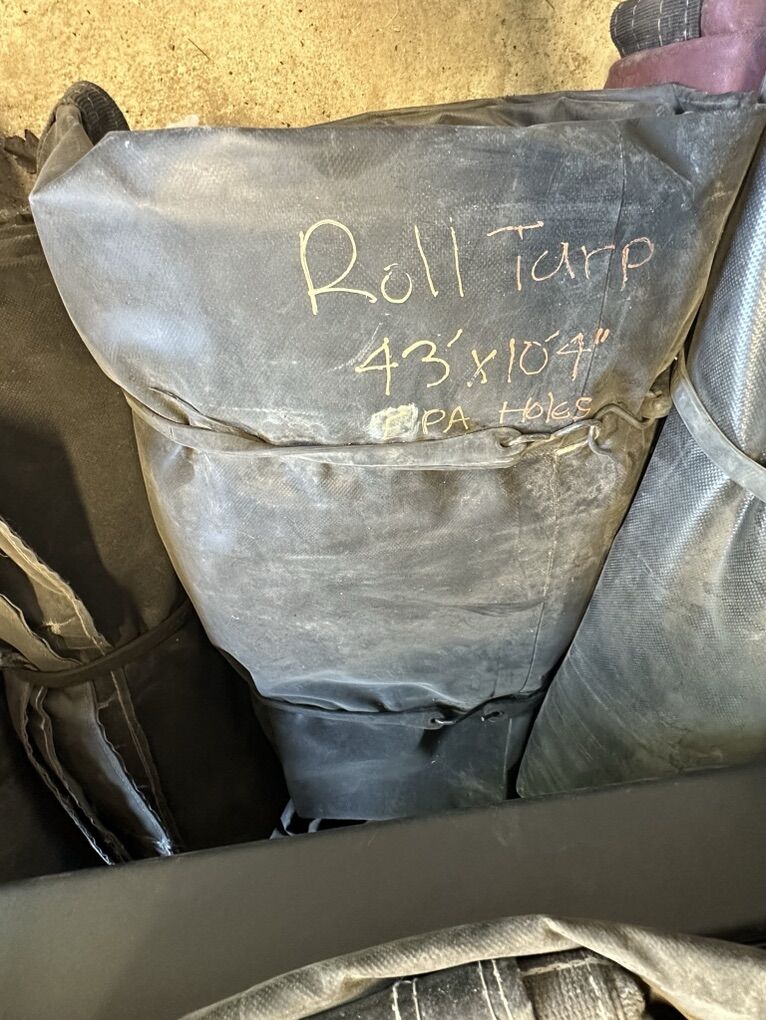 Roll Tarp
43'x10'4"
PA Holes